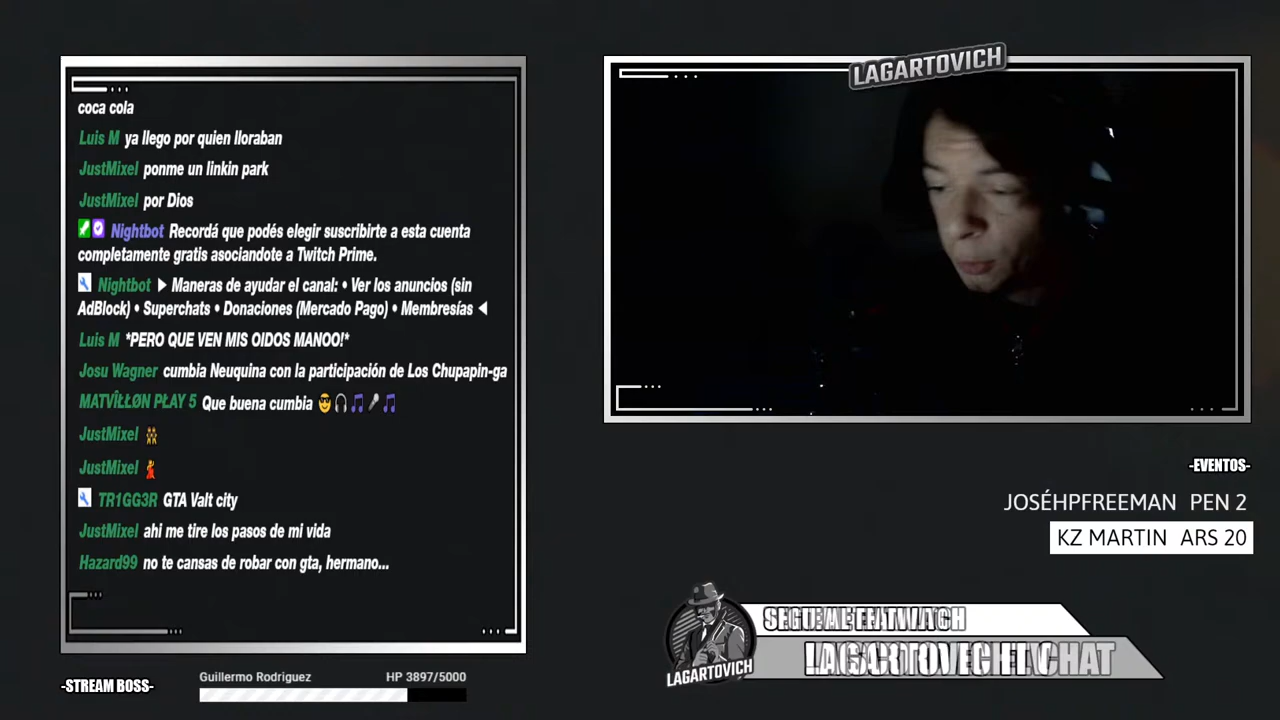 coca cola
Luis M ya llego por quien lloraban
JustMixel ponme un linkin park
JustMixel por Dios
Nightbot Recordá que podés elegir suscribirte a esta cuenta
completamente gratis asociandote a Twitch Prime.
Nightbot ▶ Maneras de ayudar el canal: • Ver los anuncios (sin
AdBlock) • Superchats • Donaciones (Mercado Pago) • Membresías ◀
Luis M *PERO QUE VEN MIS OIDOS MANOO!*
Josu Wagner cumbia Neuquina con la participación de Los Chupapin-ga
MATVÎŁŁØN PŁAY 5 Que buena cumbia 😎🎧🎵🎤🎵
JustMixel 👯
JustMixel 💃
TR1GG3R GTA Valt city
JustMixel ahi me tire los pasos de mi vida
Hazard99 no te cansas de robar con gta, hermano...
-STREAM BOSS-
Guillermo Rodriguez HP 3897/5000
LAGARTOVICH
-EVENTOS-
JOSÉHPFREEMAN PEN 2
KZ MARTIN ARS 20
LAGARTOVICH